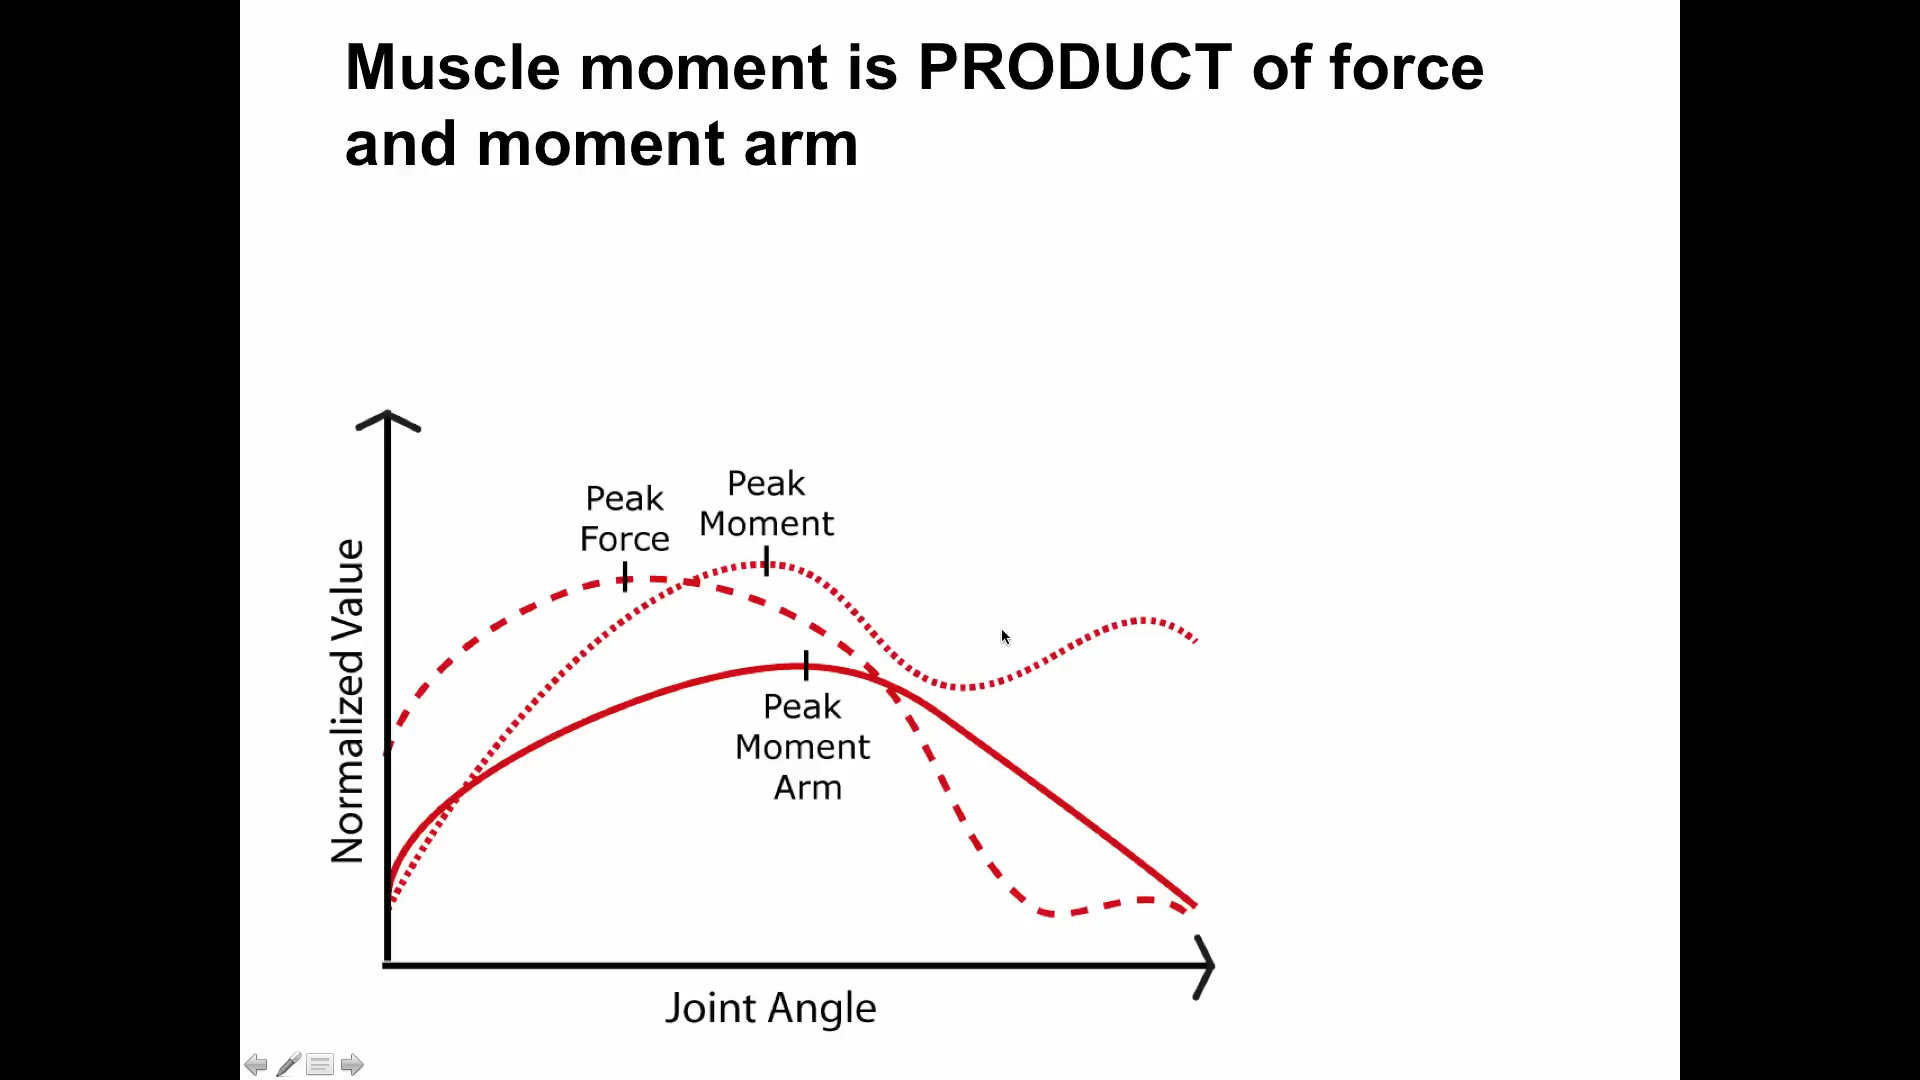 Muscle moment is PRODUCT of force
and moment arm
Peak
Force
Peak
Moment
Peak
Moment
Arm
Normalized Value
Joint Angle